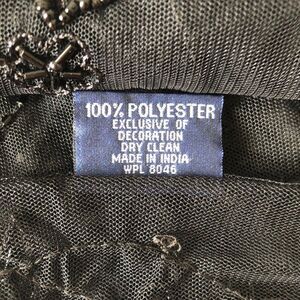 100% POLYESTER
EXCLUSIVE OF
DECORATION
DRY CLEAN
MADE IN INDIA
WPL 8046